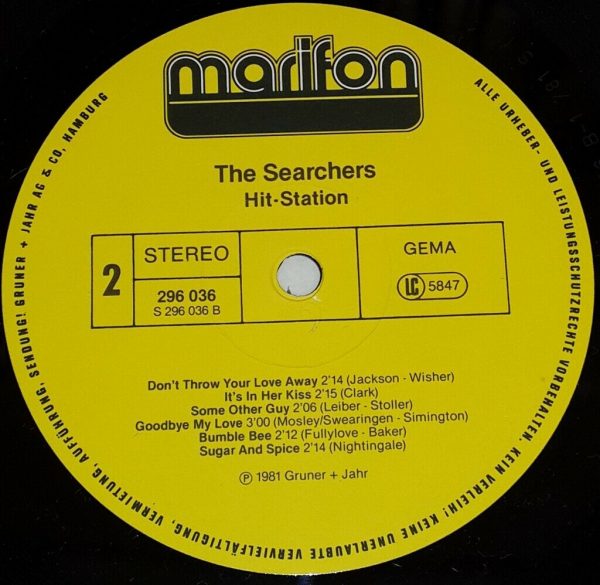 marifon
The Searchers
Hit-Station
2
STEREO
296 036
S 296 036 B
GEMA
LC 5847
Don't Throw Your Love Away 2'14 (Jackson - Wisher)
It's In Her Kiss 2'15 (Clark)
Some Other Guy 2'06 (Leiber - Stoller)
Goodbye My Love 3'00 (Mosley/Swearingen - Simington)
Bumble Bee 2'12 (Fullylove - Baker)
Sugar And Spice 2'14 (Nightingale)
Ⓟ 1981 Gruner + Jahr
ALLE URHEBER- UND LEISTUNGSSCHUTZRECHTE VORBEHALTEN. KEIN VERLEIH! KEINE UNERLAUBTE VERVIELFÄLTIGUNG, VERMIETUNG, AUFFÜHRUNG, SENDUNG! GRUNER + JAHR AG & CO, HAMBURG